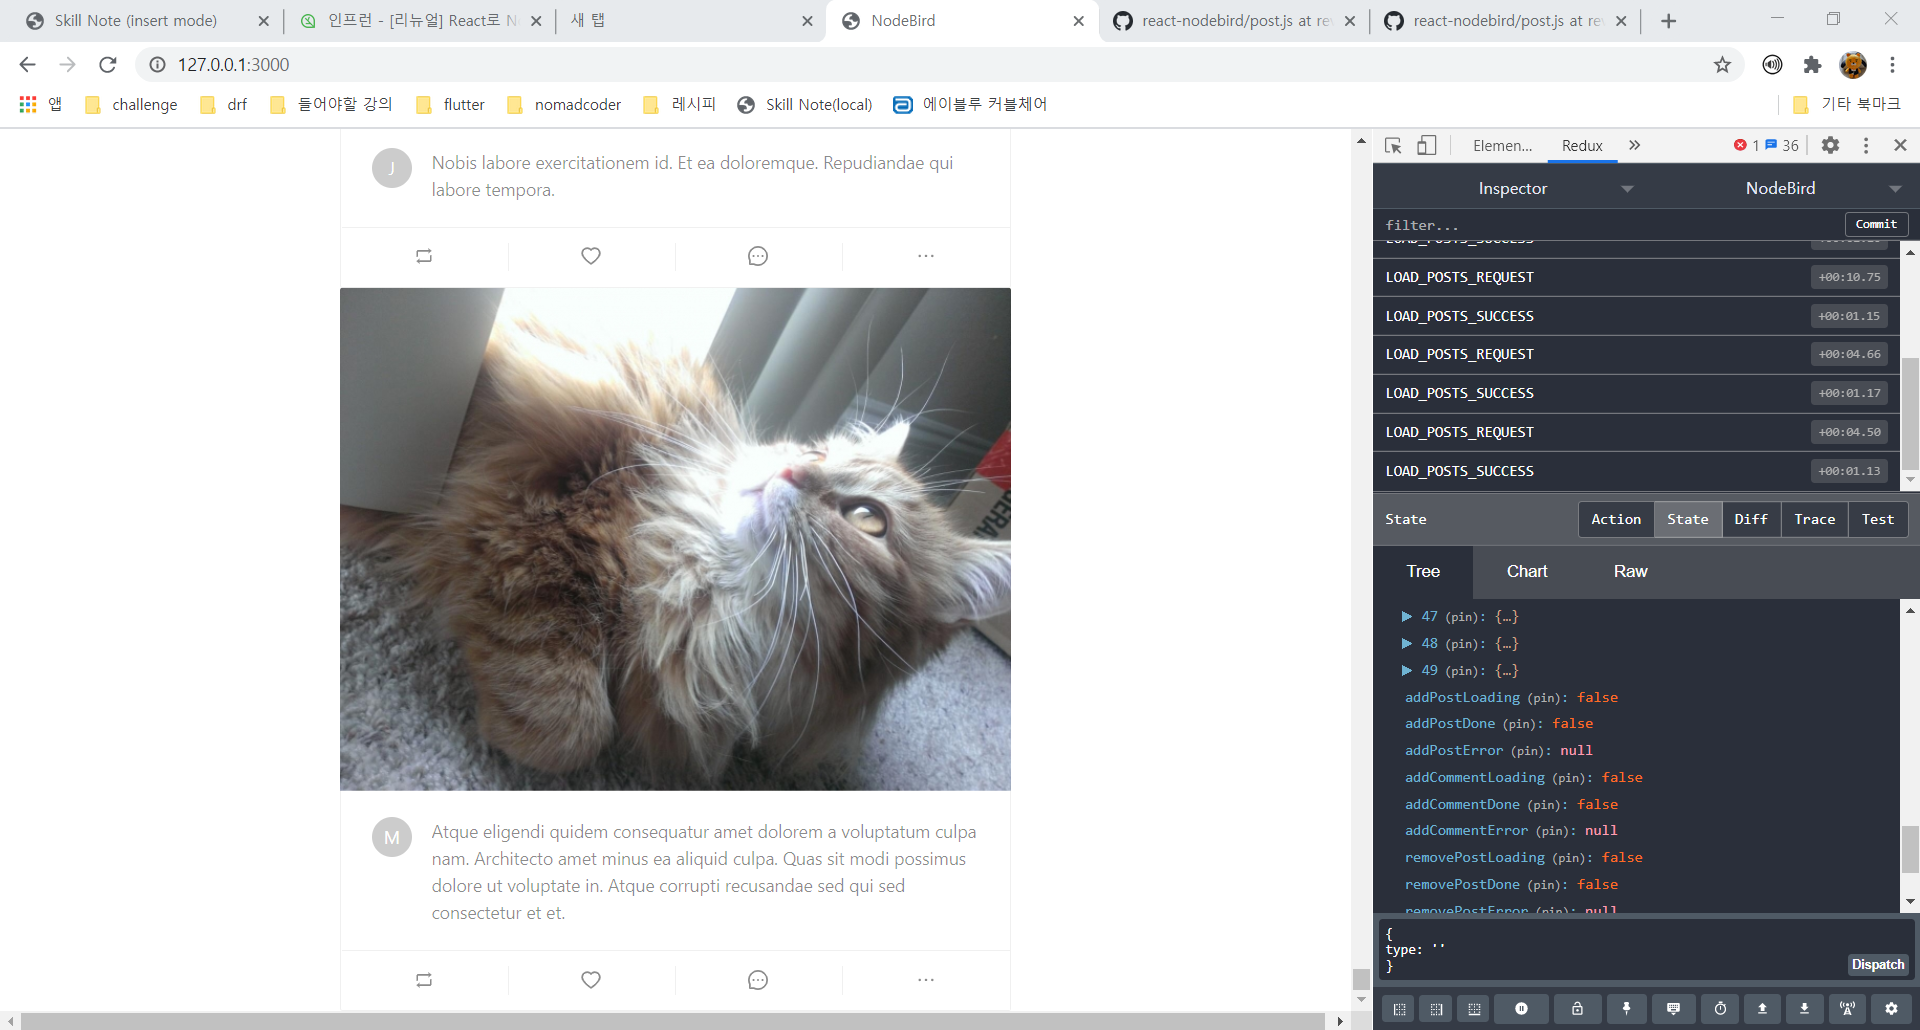 Skill Note (insert mode)
인프런 - [리뉴얼] React로 N
새 탭
NodeBird
react-nodebird/post.js at re
react-nodebird/post.js at re
127.0.0.1:3000
앱
challenge
drf
들어야할 강의
flutter
nomadcoder
레시피
Skill Note(local)
에이블루 커블체어
기타 북마크
J
Nobis labore exercitationem id. Et ea doloremque. Repudiandae qui
labore tempora.
M
Atque eligendi quidem consequatur amet dolorem a voluptatum culpa
nam. Architecto amet minus ea aliquid culpa. Quas sit modi possimus
dolore ut voluptate in. Atque corrupti recusandae sed qui sed
consectetur et et.
Elemen...
Redux
1
36
Inspector
NodeBird
filter...
Commit
LOAD_POSTS_SUCCESS
LOAD_POSTS_REQUEST +00:10.75
LOAD_POSTS_SUCCESS +00:01.15
LOAD_POSTS_REQUEST +00:04.66
LOAD_POSTS_SUCCESS +00:01.17
LOAD_POSTS_REQUEST +00:04.50
LOAD_POSTS_SUCCESS +00:01.13
State
Action
State
Diff
Trace
Test
Tree
Chart
Raw
47 (pin): {…}
48 (pin): {…}
49 (pin): {…}
addPostLoading (pin): false
addPostDone (pin): false
addPostError (pin): null
addCommentLoading (pin): false
addCommentDone (pin): false
addCommentError (pin): null
removePostLoading (pin): false
removePostDone (pin): false
removePostError (pin): null
{
type: ''
}
Dispatch